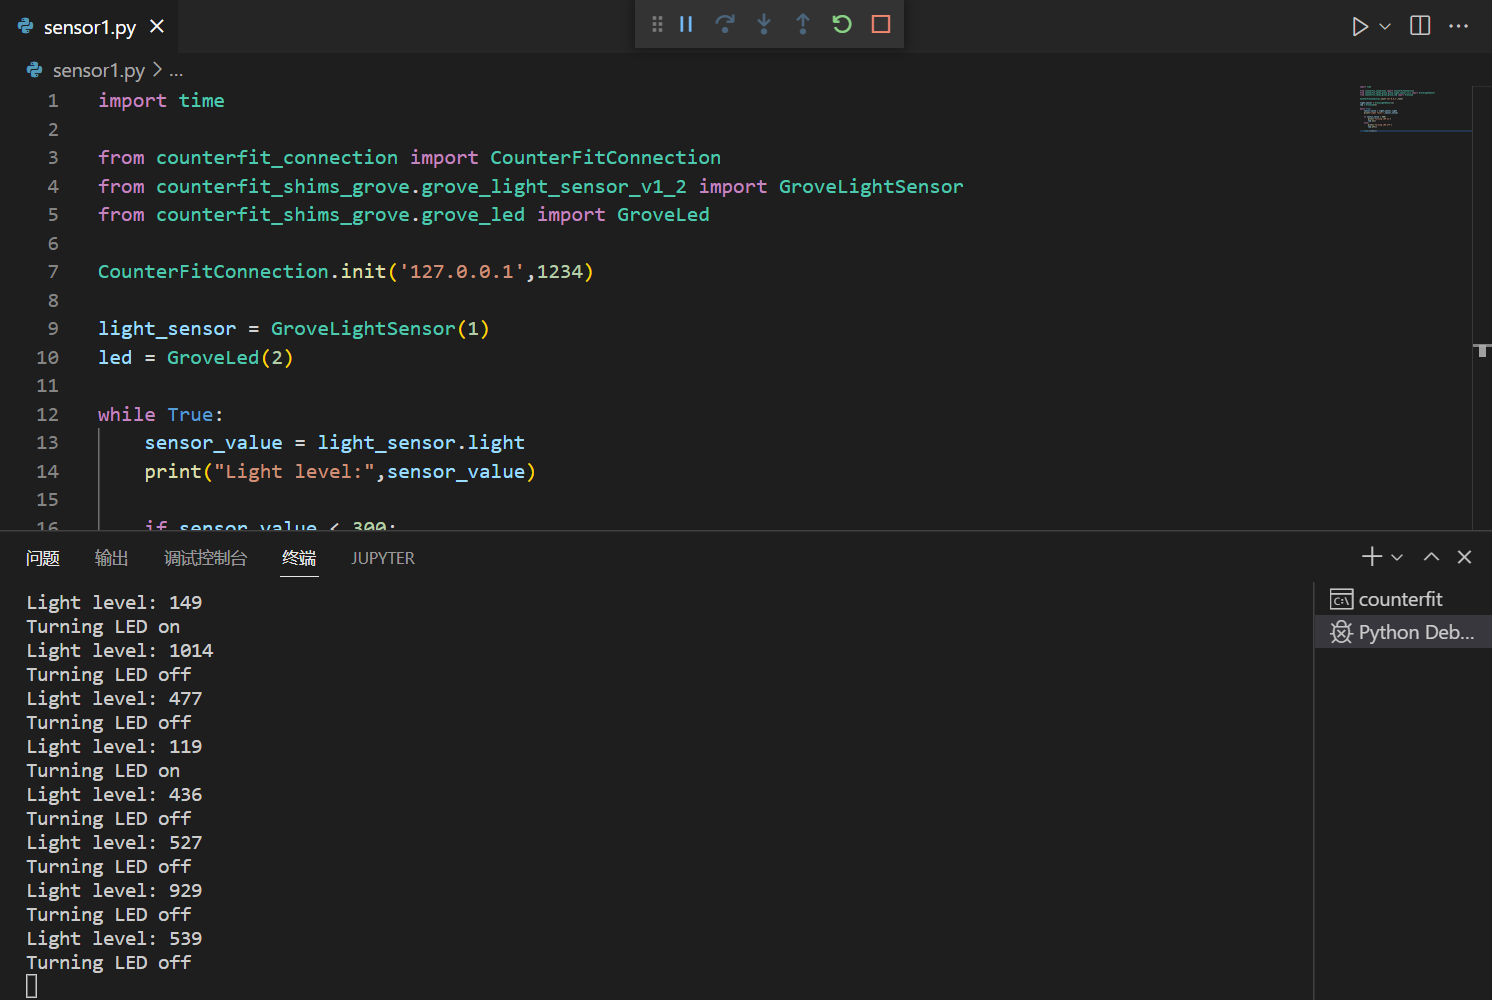 sensor1.py
sensor1.py > ...
1 import time
2
3 from counterfit_connection import CounterFitConnection
4 from counterfit_shims_grove.grove_light_sensor_v1_2 import GroveLightSensor
5 from counterfit_shims_grove.grove_led import GroveLed
6
7 CounterFitConnection.init('127.0.0.1',1234)
8
9 light_sensor = GroveLightSensor(1)
10 led = GroveLed(2)
11
12 while True:
13 sensor_value = light_sensor.light
14 print("Light level:",sensor_value)
15
16 if sensor_value < 300:
问题 输出 调试控制台 终端 JUPYTER
Light level: 149
Turning LED on
Light level: 1014
Turning LED off
Light level: 477
Turning LED off
Light level: 119
Turning LED on
Light level: 436
Turning LED off
Light level: 527
Turning LED off
Light level: 929
Turning LED off
Light level: 539
Turning LED off
counterfit
Python Deb...